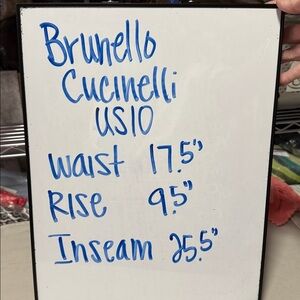 Brunello
Cucinelli
US10
Waist 17.5"
Rise 9.5"
Inseam 25.5"